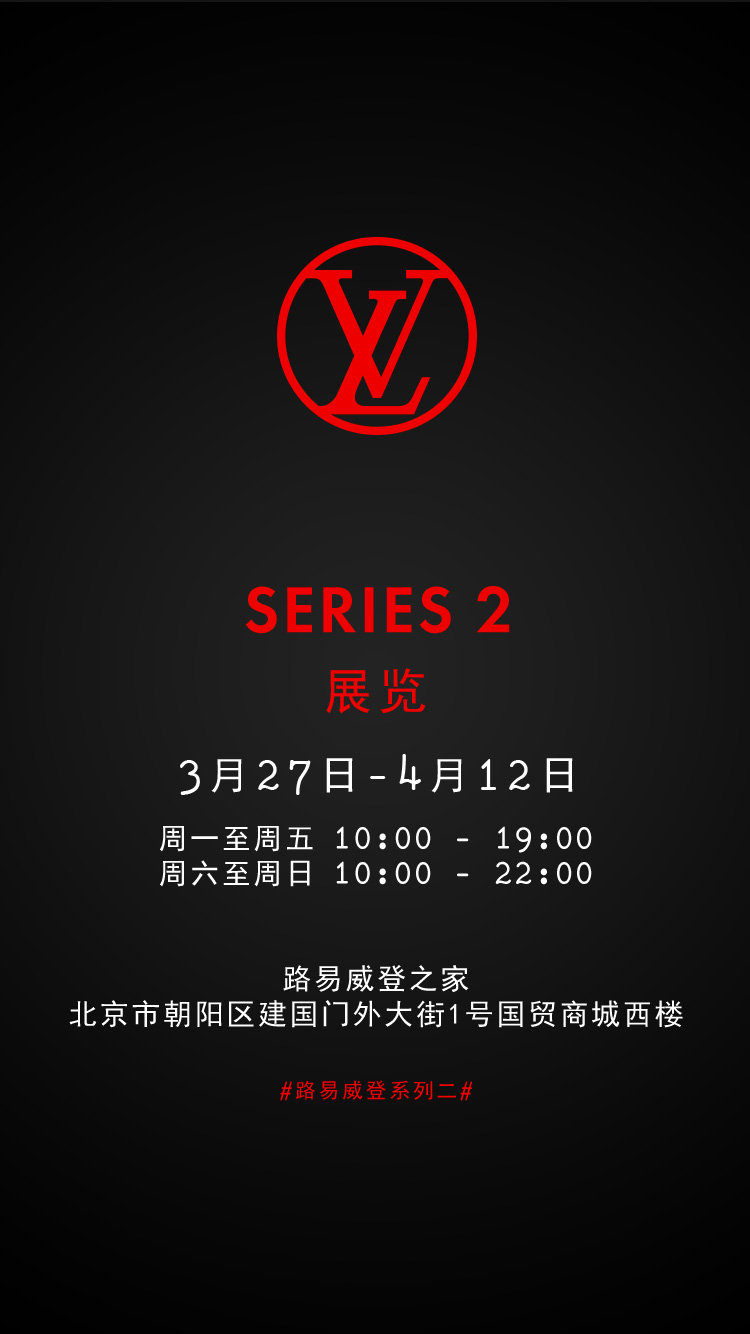 LV
SERIES 2
展览
3月27日-4月12日
周一至周五 10:00 - 19:00
周六至周日 10:00 - 22:00
路易威登之家
北京市朝阳区建国门外大街1号国贸商城西楼
#路易威登系列二#